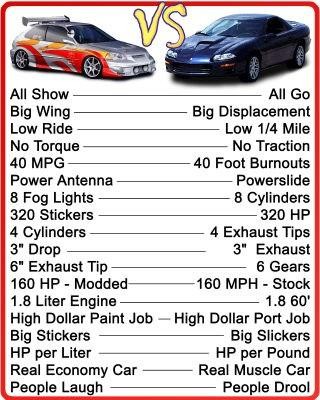 VS
All Show All Go
Big Wing Big Displacement
Low Ride Low 1/4 Mile
No Torque No Traction
40 MPG 40 Foot Burnouts
Power Antenna Powerslide
8 Fog Lights 8 Cylinders
320 Stickers 320 HP
4 Cylinders 4 Exhaust Tips
3" Drop 3" Exhaust
6" Exhaust Tip 6 Gears
160 HP - Modded 160 MPH - Stock
1.8 Liter Engine 1.8 60'
High Dollar Paint Job High Dollar Port Job
Big Stickers Big Slickers
HP per Liter HP per Pound
Real Economy Car Real Muscle Car
People Laugh People Drool